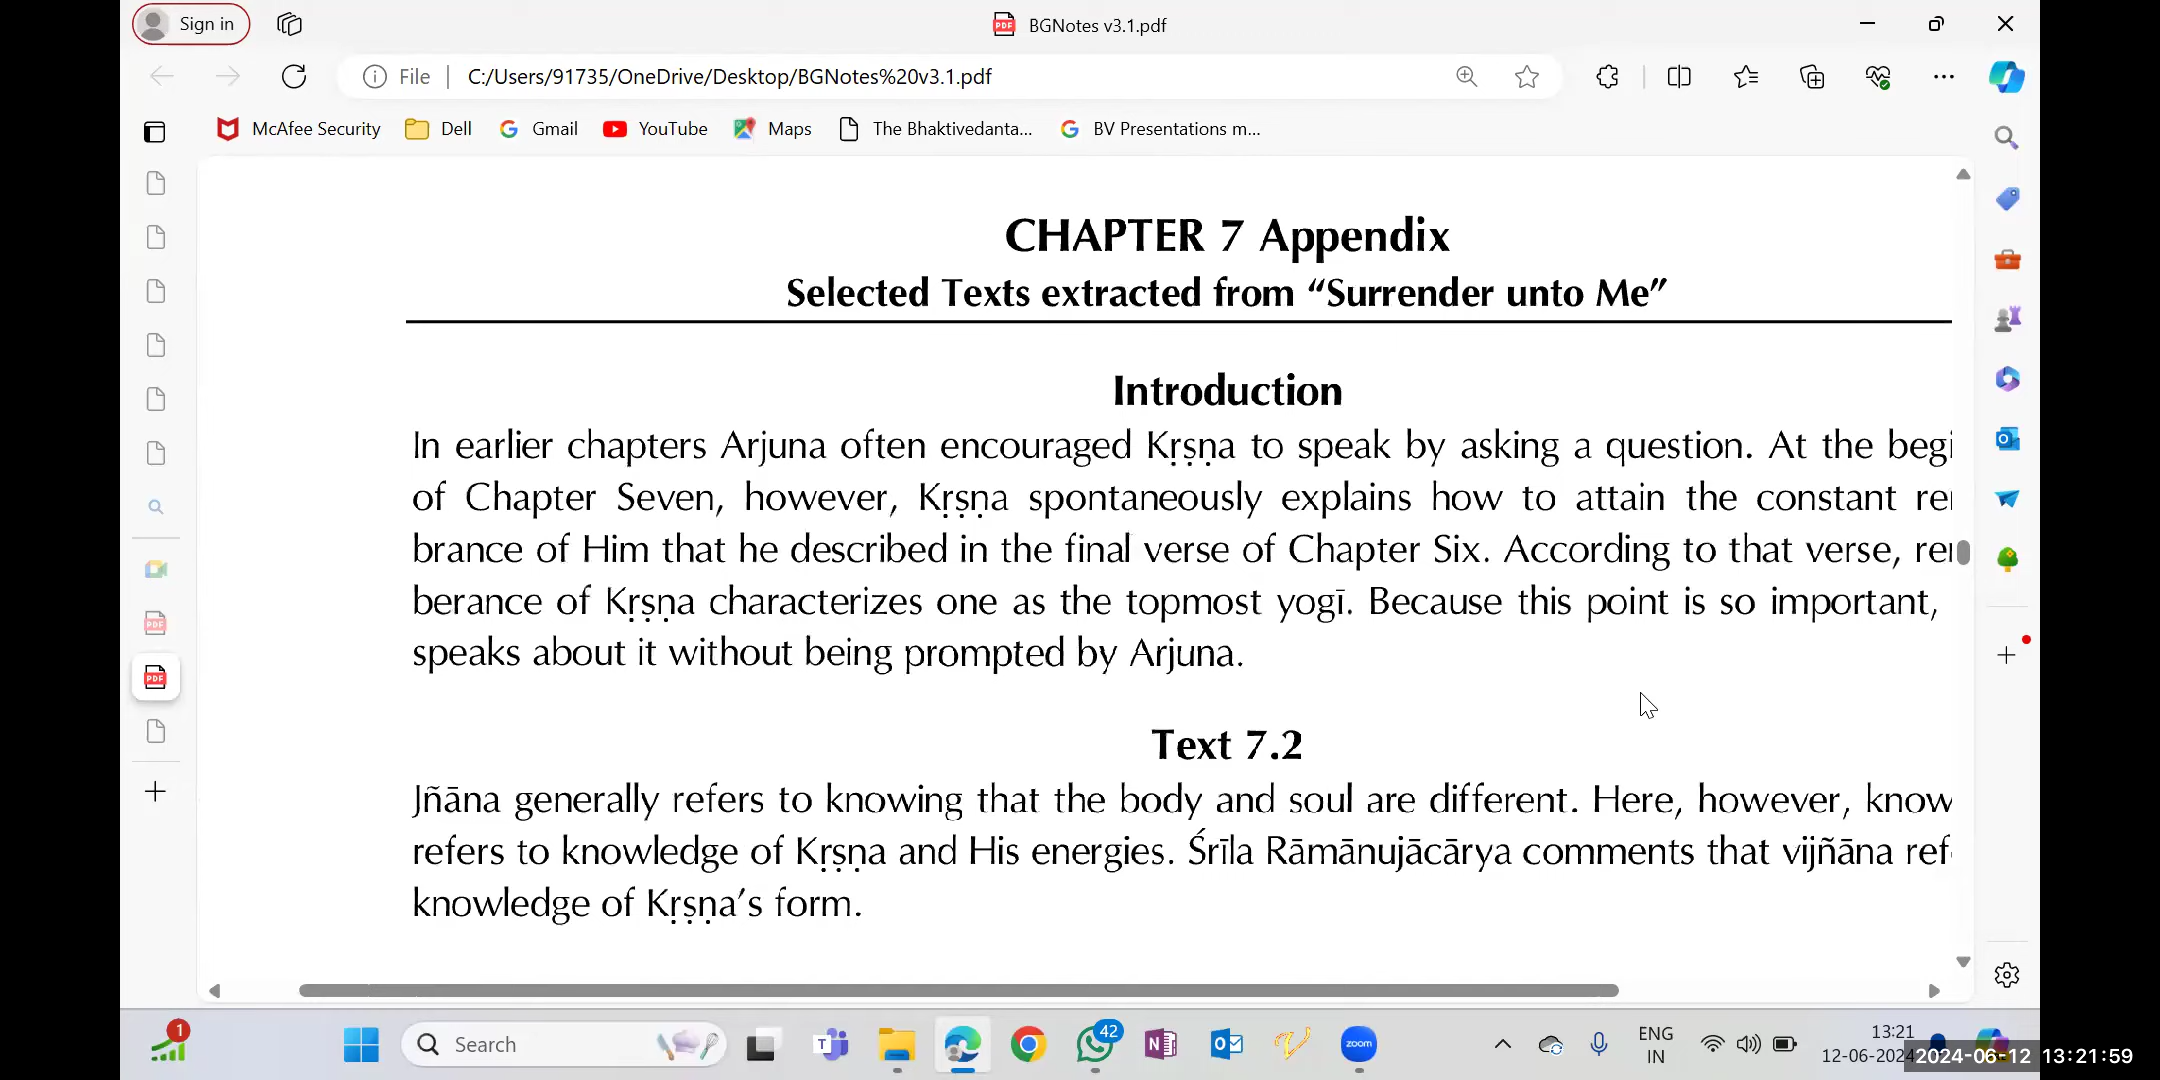 Sign in
BGNotes v3.1.pdf
File
C:/Users/91735/OneDrive/Desktop/BGNotes%20v3.1.pdf
McAfee Security Dell Gmail YouTube Maps The Bhaktivedanta... BV Presentations m...
CHAPTER 7 Appendix
Selected Texts extracted from “Surrender unto Me”
Introduction
In earlier chapters Arjuna often encouraged Kṛṣṇa to speak by asking a question. At the
of Chapter Seven, however, Kṛṣṇa spontaneously explains how to attain the constant
brance of Him that he described in the final verse of Chapter Six. According to that verse,
berance of Kṛṣṇa characterizes one as the topmost yogī. Because this point is so important,
speaks about it without being prompted by Arjuna.
Text 7.2
Jñāna generally refers to knowing that the body and soul are different. Here, however, know
refers to knowledge of Kṛṣṇa and His energies. Śrīla Rāmānujācārya comments that vijñāna
knowledge of Kṛṣṇa’s form.
1
Search
42
zoom
ENG
IN
13:21
12-06-2024
2024-06-12 13:21:59